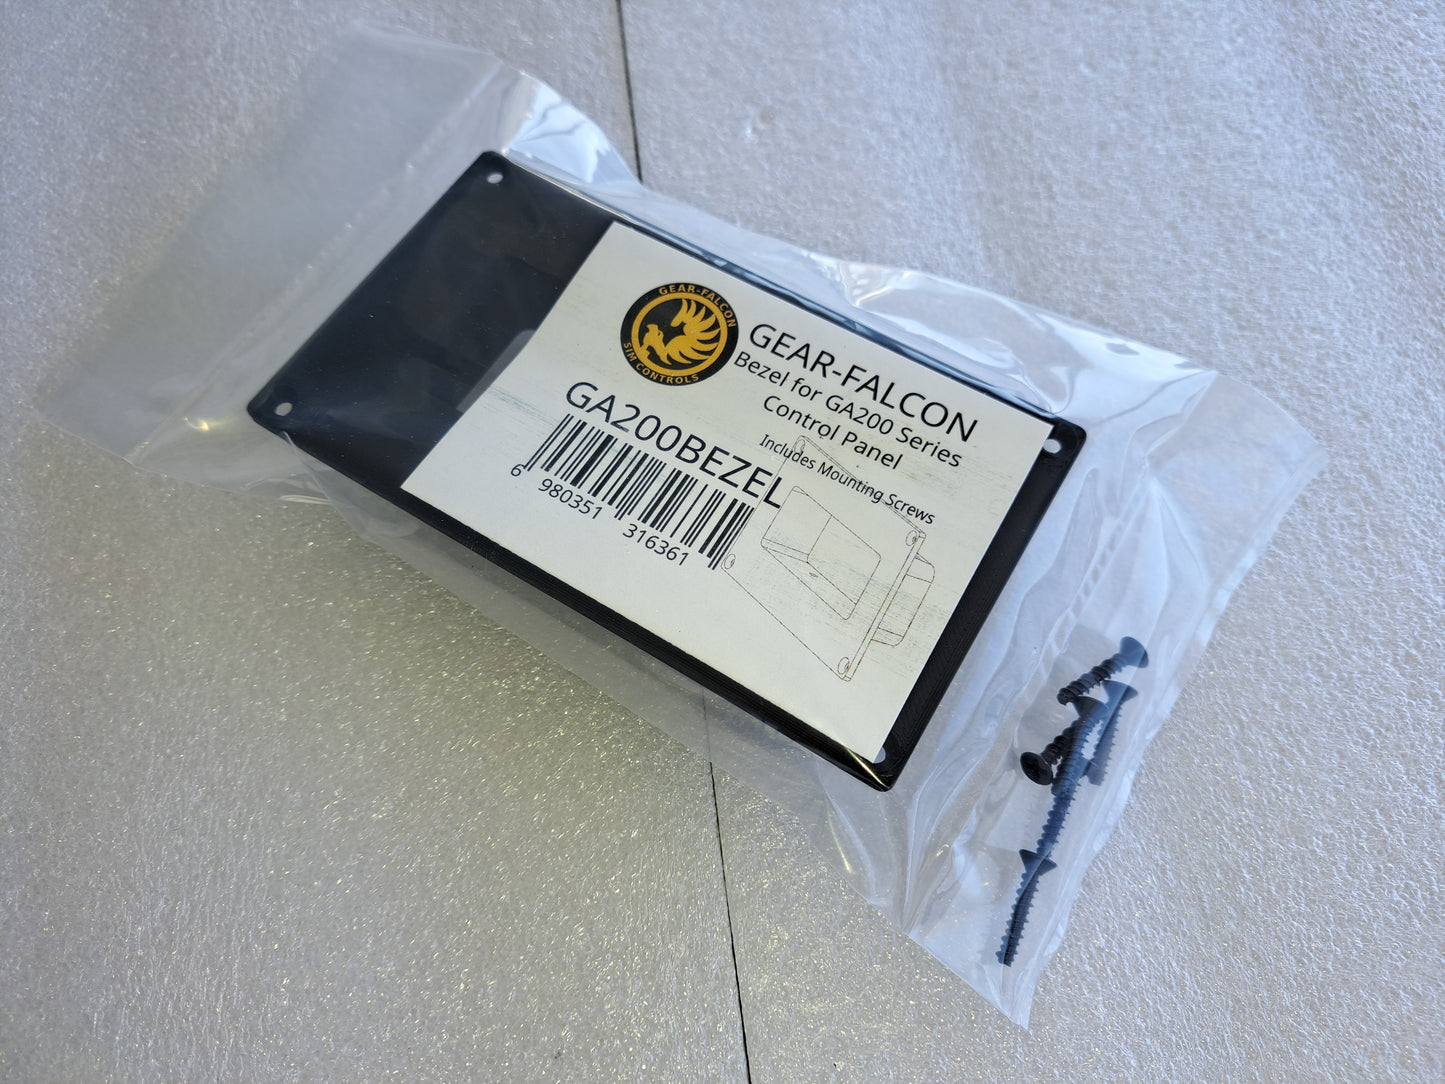 GEAR-FALCON
SIM CONTROLS
GEAR-FALCON
Bezel for GA200 Series
Control Panel
Includes Mounting Screws
GA200BEZEL
6 980351 316361